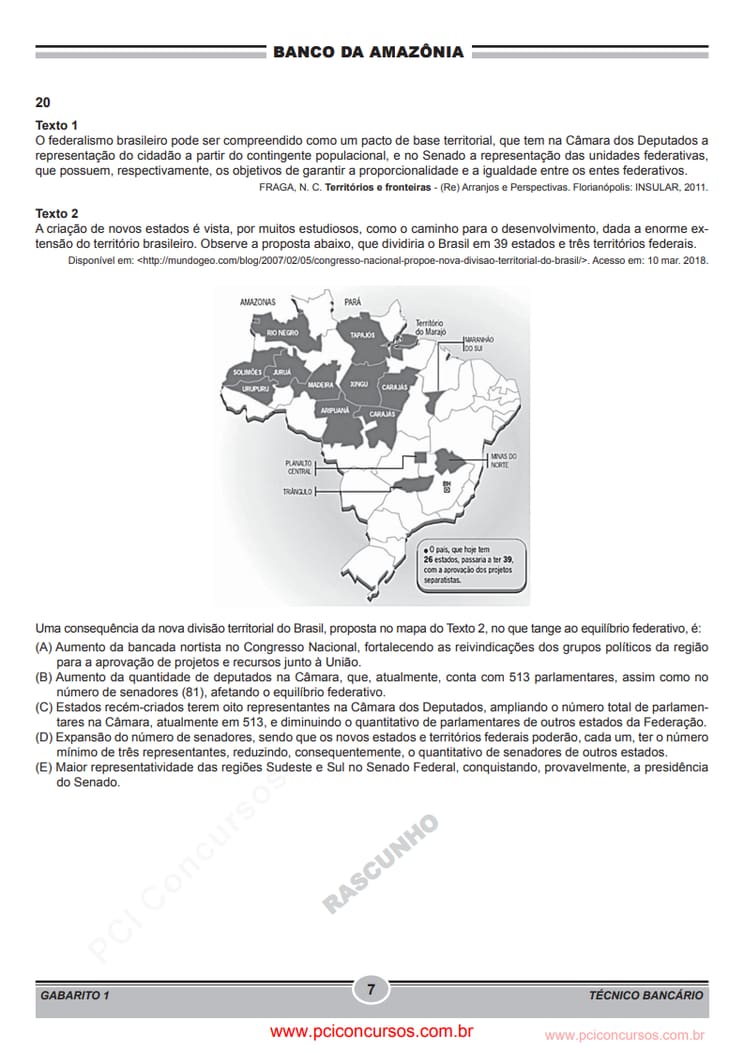 BANCO DA AMAZÔNIA
20
Texto 1
O federalismo brasileiro pode ser compreendido como um pacto de base territorial, que tem na Câmara dos Deputados a
representação do cidadão a partir do contingente populacional, e no Senado a representação das unidades federativas,
que possuem, respectivamente, os objetivos de garantir a proporcionalidade e a igualdade entre os entes federativos.
FRAGA, N. C. Territórios e fronteiras - (Re) Arranjos e Perspectivas. Florianópolis: INSULAR, 2011.
Texto 2
A criação de novos estados é vista, por muitos estudiosos, como o caminho para o desenvolvimento, dada a enorme ex-
tensão do território brasileiro. Observe a proposta abaixo, que dividiria o Brasil em 39 estados e três territórios federais.
Disponível em: <http://mundogeo.com/blog/2007/02/05/congresso-nacional-propoe-nova-divisao-territorial-do-brasil/>. Acesso em: 10 mar. 2018.
AMAZONAS
PARÁ
RIO NEGRO
TAPAJÓS
Território
do Marajó
MARANHÃO
DO SUL
SOLIMÕES
JURUÁ
URUPURU
MADEIRA
XINGU
CARAJÁS
ARIPUANÃ
CARAJÁS
PLANALTO
CENTRAL
MINAS DO
NORTE
TRIÂNGULO
BH
● O país, que hoje tem
26 estados, passaria a ter 39,
com a aprovação dos projetos
separatistas.
Uma consequência da nova divisão territorial do Brasil, proposta no mapa do Texto 2, no que tange ao equilíbrio federativo, é:
(A) Aumento da bancada nortista no Congresso Nacional, fortalecendo as reivindicações dos grupos políticos da região
para a aprovação de projetos e recursos junto à União.
(B) Aumento da quantidade de deputados na Câmara, que, atualmente, conta com 513 parlamentares, assim como no
número de senadores (81), afetando o equilíbrio federativo.
(C) Estados recém-criados terem oito representantes na Câmara dos Deputados, ampliando o número total de parlamen-
tares na Câmara, atualmente em 513, e diminuindo o quantitativo de parlamentares de outros estados da Federação.
(D) Expansão do número de senadores, sendo que os novos estados e territórios federais poderão, cada um, ter o número
mínimo de três representantes, reduzindo, consequentemente, o quantitativo de senadores de outros estados.
(E) Maior representatividade das regiões Sudeste e Sul no Senado Federal, conquistando, provavelmente, a presidência
do Senado.
PCI Concursos
RASCUNHO
GABARITO 1
7
TÉCNICO BANCÁRIO
www.pciconcursos.com.br
www.pciconcursos.com.br